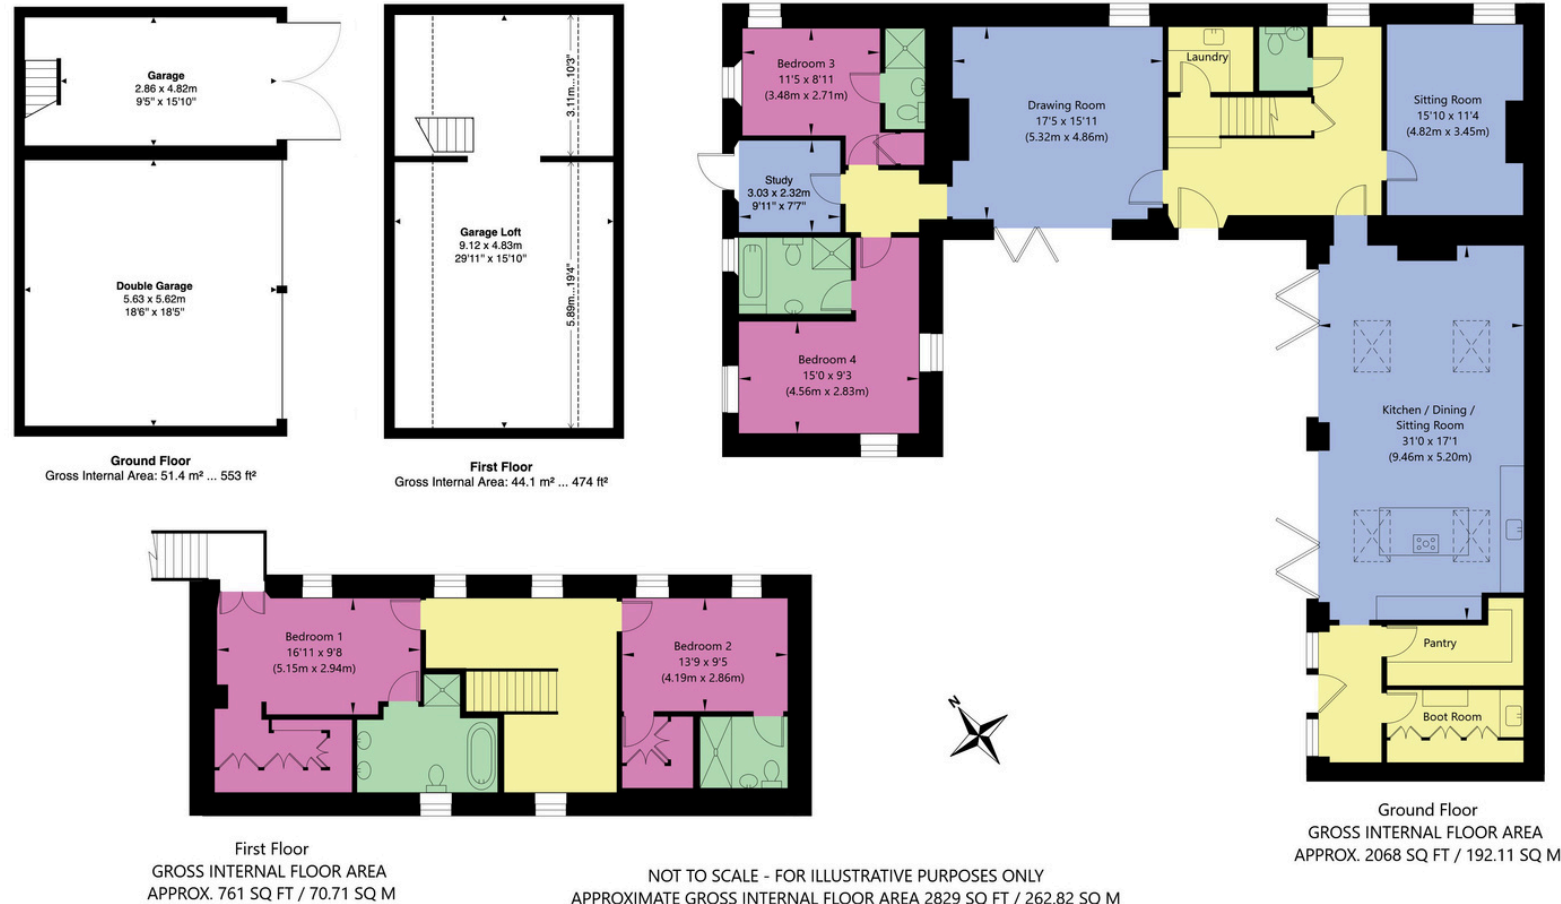 Garage
2.86 x 4.82m
9'5" x 15'10"
Double Garage
5.63 x 5.62m
18'6" x 18'5"
Ground Floor
Gross Internal Area: 51.4 m² ... 553 ft²
3.11m...10'3"
Garage Loft
9.12 x 4.83m
29'11" x 15'10"
5.89m...19'4"
First Floor
Gross Internal Area: 44.1 m² ... 474 ft²
Bedroom 3
11'5 x 8'11
(3.48m x 2.71m)
Study
3.03 x 2.32m
9'11" x 7'7"
Bedroom 4
15'0 x 9'3
(4.56m x 2.83m)
Drawing Room
17'5 x 15'11
(5.32m x 4.86m)
Laundry
Sitting Room
15'10 x 11'4
(4.82m x 3.45m)
Kitchen / Dining /
Sitting Room
31'0 x 17'1
(9.46m x 5.20m)
Pantry
Boot Room
Ground Floor
GROSS INTERNAL FLOOR AREA
APPROX. 2068 SQ FT / 192.11 SQ M
Bedroom 1
16'11 x 9'8
(5.15m x 2.94m)
Bedroom 2
13'9 x 9'5
(4.19m x 2.86m)
N
First Floor
GROSS INTERNAL FLOOR AREA
APPROX. 761 SQ FT / 70.71 SQ M
NOT TO SCALE - FOR ILLUSTRATIVE PURPOSES ONLY
APPROXIMATE GROSS INTERNAL FLOOR AREA 2829 SQ FT / 262.82 SQ M